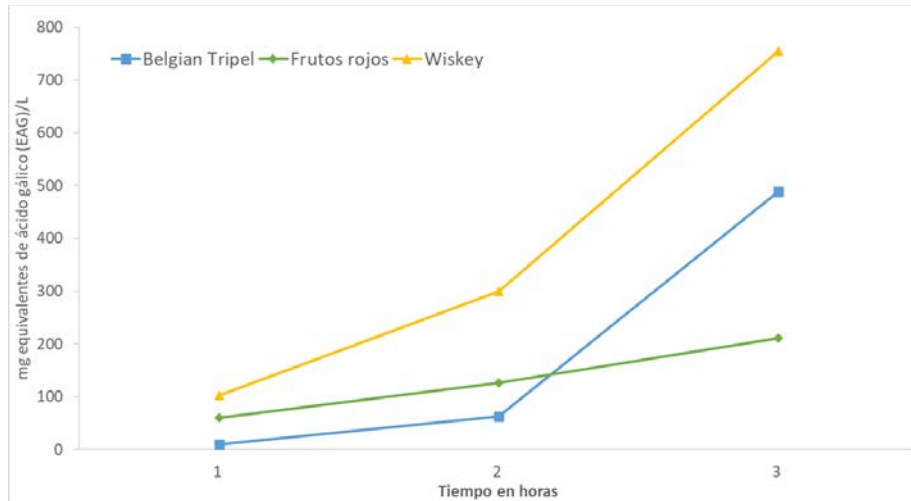 800
Belgian Tripel Frutos rojos Wiskey
700
600
500
400
300
200
100
0
mg equivalentes de ácido gálico (EAG)/L
1 2 3
Tiempo en horas